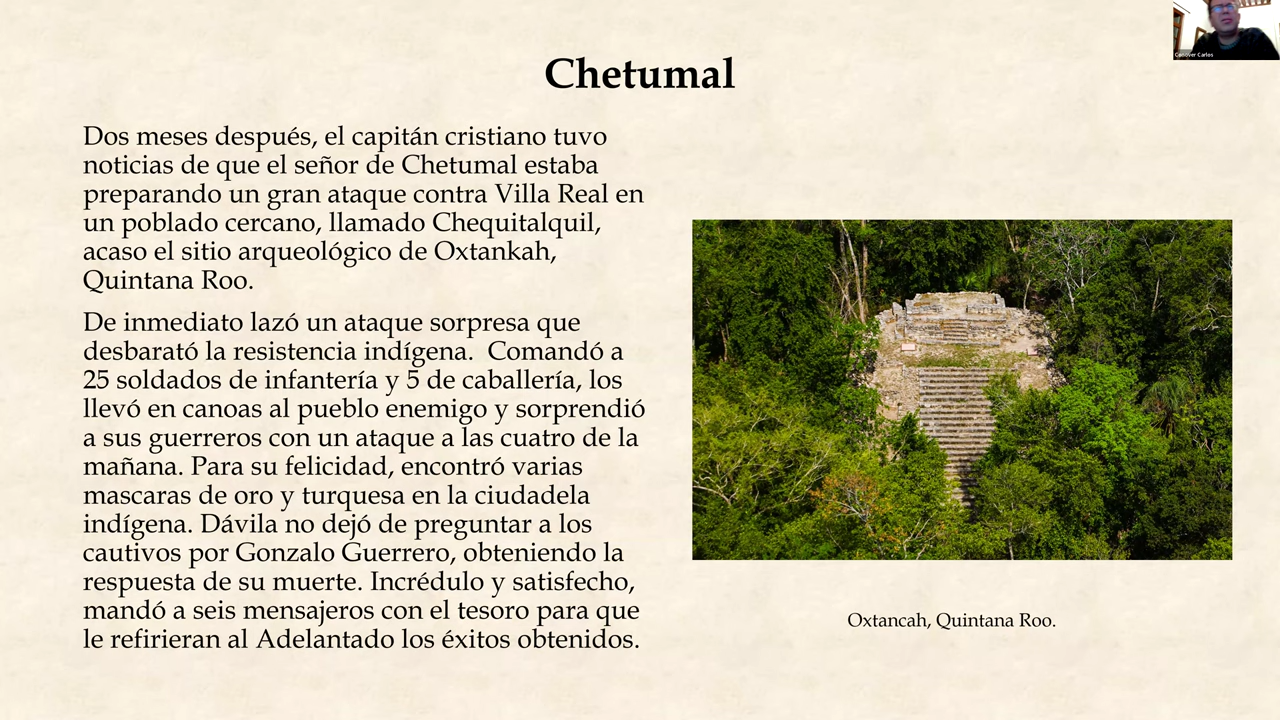 Chetumal
Dos meses después, el capitán cristiano tuvo
noticias de que el señor de Chetumal estaba
preparando un gran ataque contra Villa Real en
un poblado cercano, llamado Chequitalquil,
acaso el sitio arqueológico de Oxtankah,
Quintana Roo.
De inmediato lazó un ataque sorpresa que
desbarató la resistencia indígena.  Comandó a
25 soldados de infantería y 5 de caballería, los
llevó en canoas al pueblo enemigo y sorprendió
a sus guerreros con un ataque a las cuatro de la
mañana. Para su felicidad, encontró varias
mascaras de oro y turquesa en la ciudadela
indígena. Dávila no dejó de preguntar a los
cautivos por Gonzalo Guerrero, obteniendo la
respuesta de su muerte. Incrédulo y satisfecho,
mandó a seis mensajeros con el tesoro para que
le refirieran al Adelantado los éxitos obtenidos.
Oxtancah, Quintana Roo.
Carlos